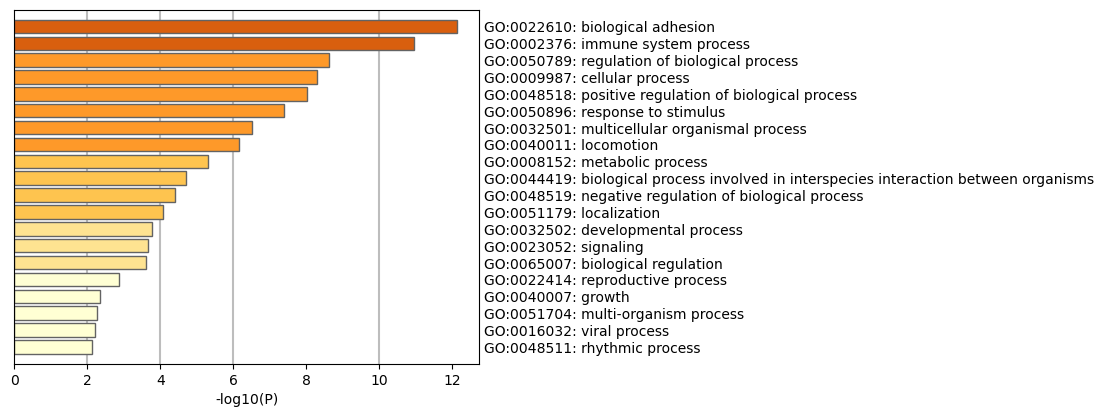 GO:0022610: biological adhesion
GO:0002376: immune system process
GO:0050789: regulation of biological process
GO:0009987: cellular process
GO:0048518: positive regulation of biological process
GO:0050896: response to stimulus
GO:0032501: multicellular organismal process
GO:0040011: locomotion
GO:0008152: metabolic process
GO:0044419: biological process involved in interspecies interaction between organisms
GO:0048519: negative regulation of biological process
GO:0051179: localization
GO:0032502: developmental process
GO:0023052: signaling
GO:0065007: biological regulation
GO:0022414: reproductive process
GO:0040007: growth
GO:0051704: multi-organism process
GO:0016032: viral process
GO:0048511: rhythmic process
0 2 4 6 8 10 12
-log10(P)